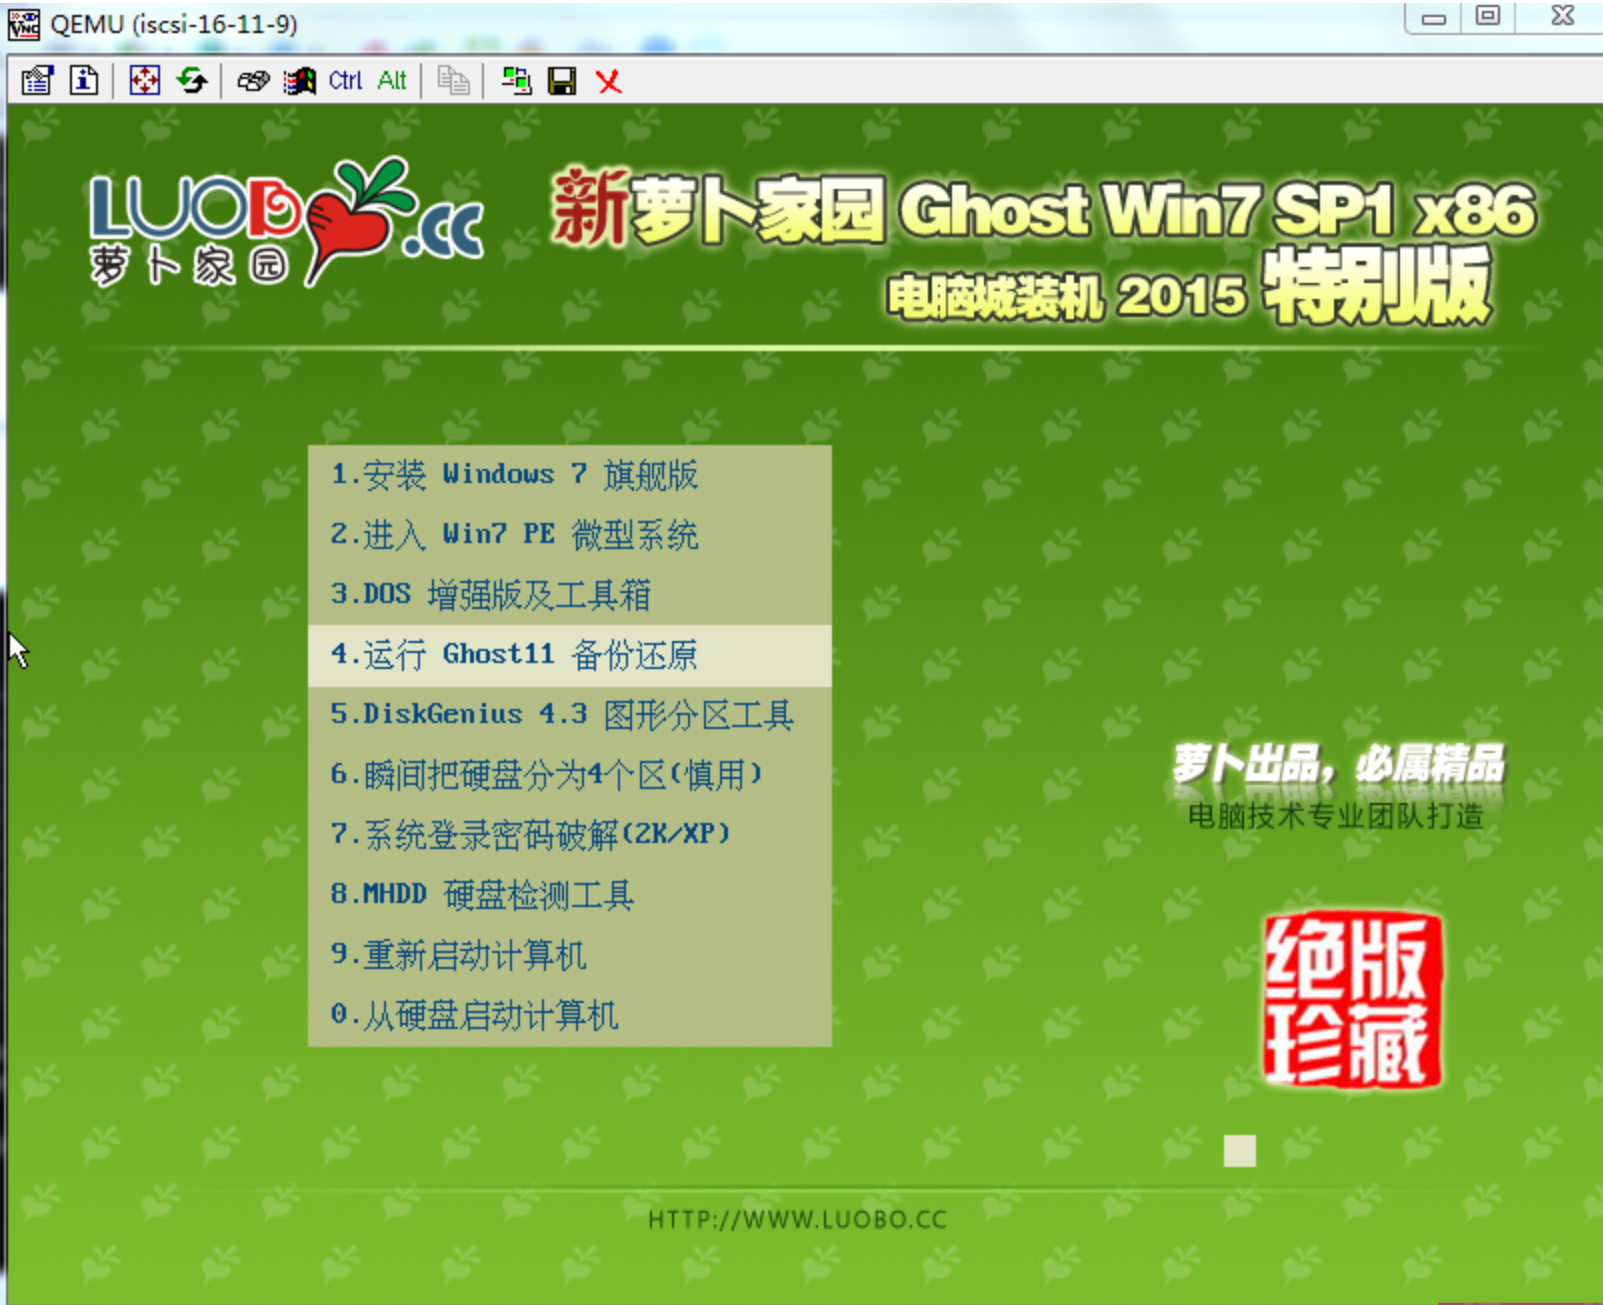 QEMU (iscsi-16-11-9)
Ctrl Alt
LUOBO.cc
萝卜家园
新萝卜家园 Ghost Win7 SP1 x86
电脑城装机 2015 特别版
1.安装 Windows 7 旗舰版
2.进入 Win7 PE 微型系统
3.DOS 增强版及工具箱
4.运行 Ghost11 备份还原
5.DiskGenius 4.3 图形分区工具
6.瞬间把硬盘分为4个区(慎用)
7.系统登录密码破解(2K/XP)
8.MHDD 硬盘检测工具
9.重新启动计算机
0.从硬盘启动计算机
萝卜出品，必属精品
电脑技术专业团队打造
绝版
珍藏
HTTP://WWW.LUOBO.CC